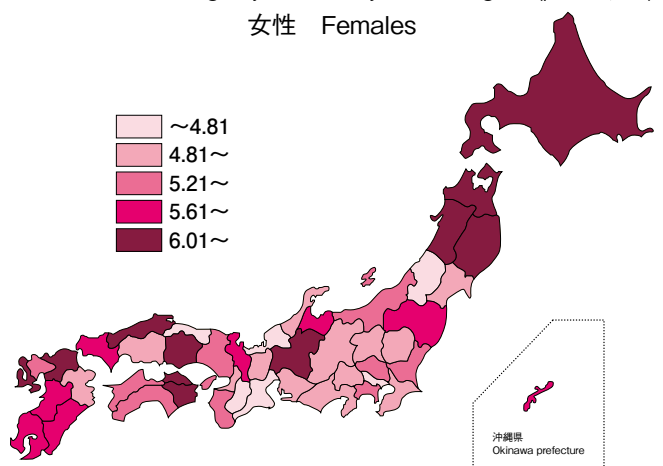 女性 Females
～4.81
4.81～
5.21～
5.61～
6.01～
沖縄県
Okinawa prefecture